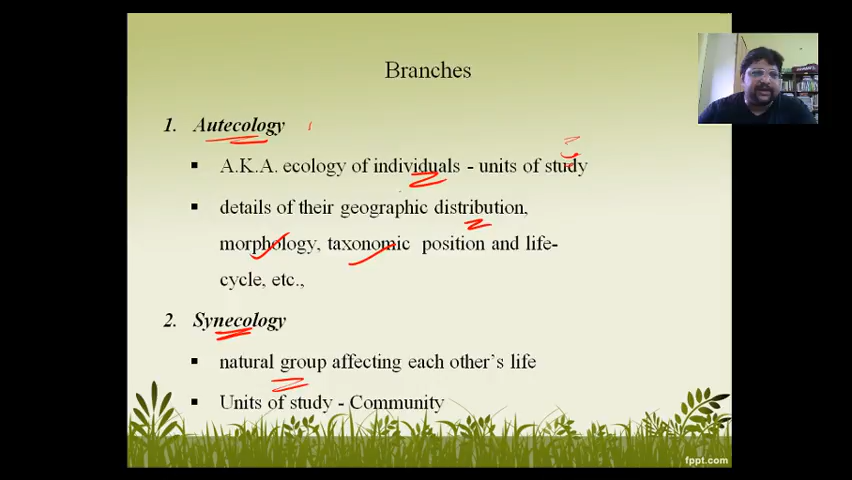 Branches
1. Autecology
▪ A.K.A. ecology of individuals - units of study
▪ details of their geographic distribution,
morphology, taxonomic position and life-
cycle, etc.,
2. Synecology
▪ natural group affecting each other's life
▪ Units of study - Community
fppt.com